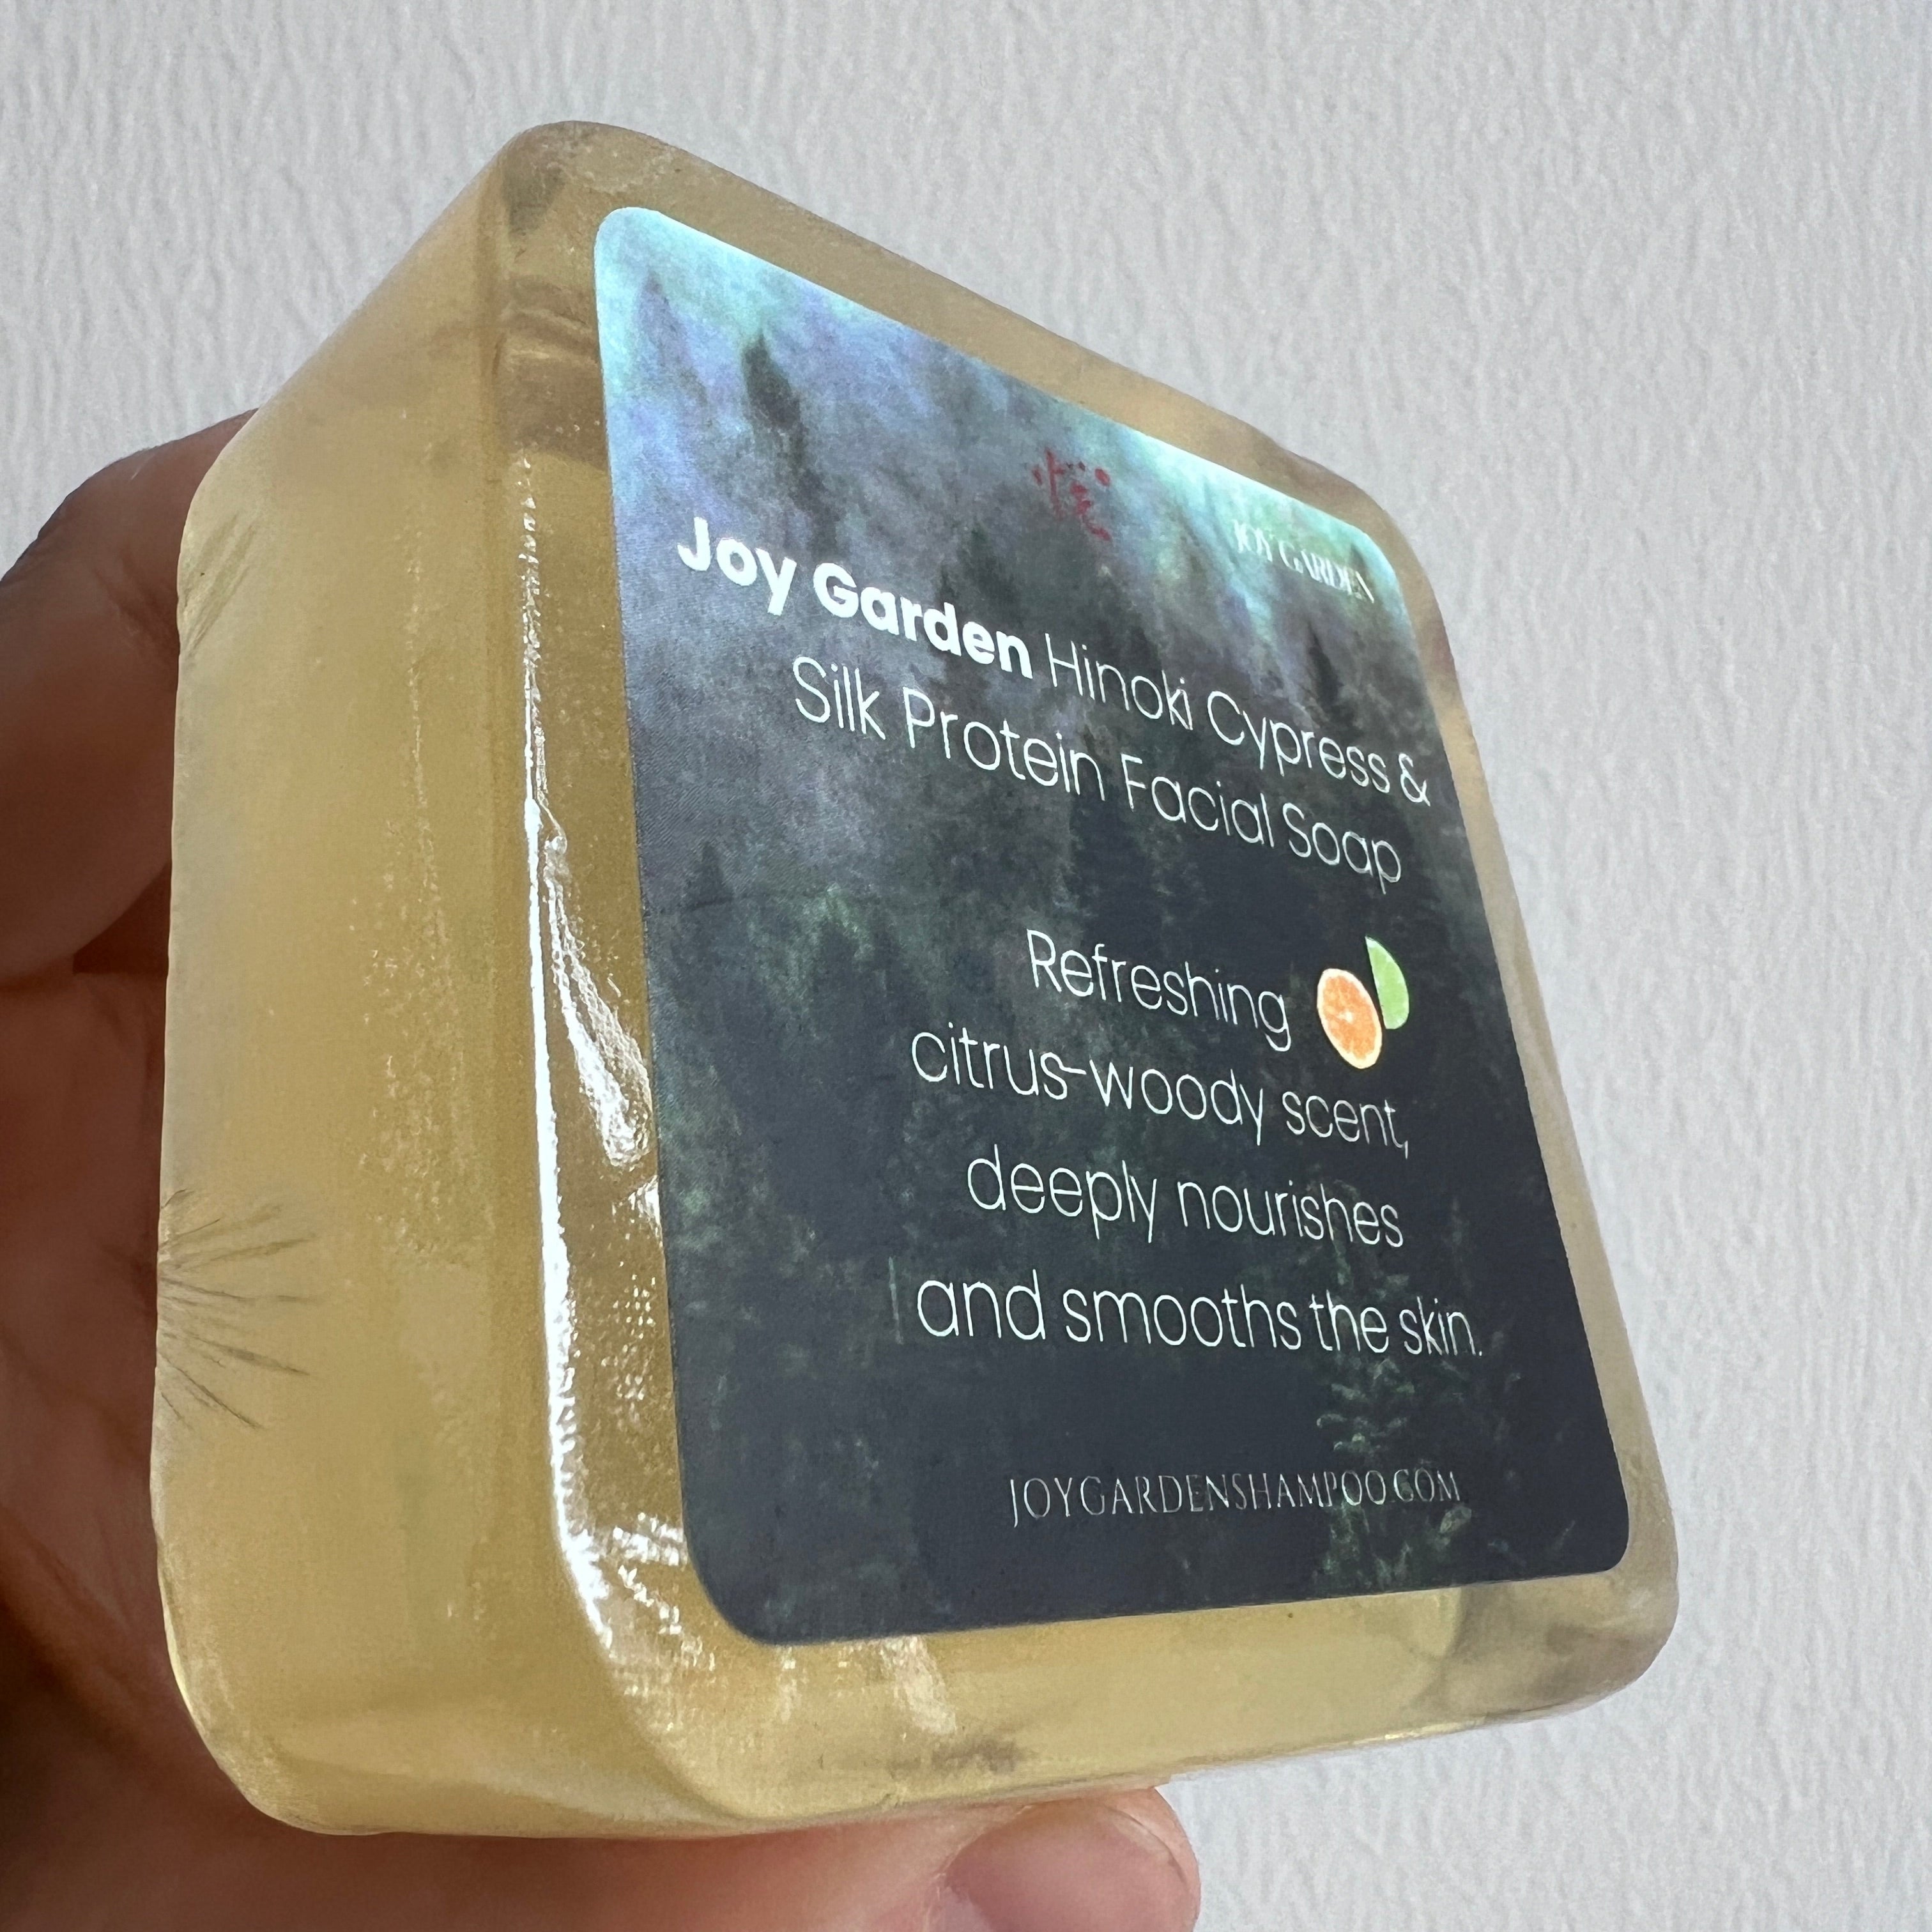 悦
JOY GARDEN
Joy Garden Hinoki Cypress &
Silk Protein Facial Soap
Refreshing
citrus-woody scent,
deeply nourishes
and smooths the skin.
JOYGARDENSHAMPOO.COM